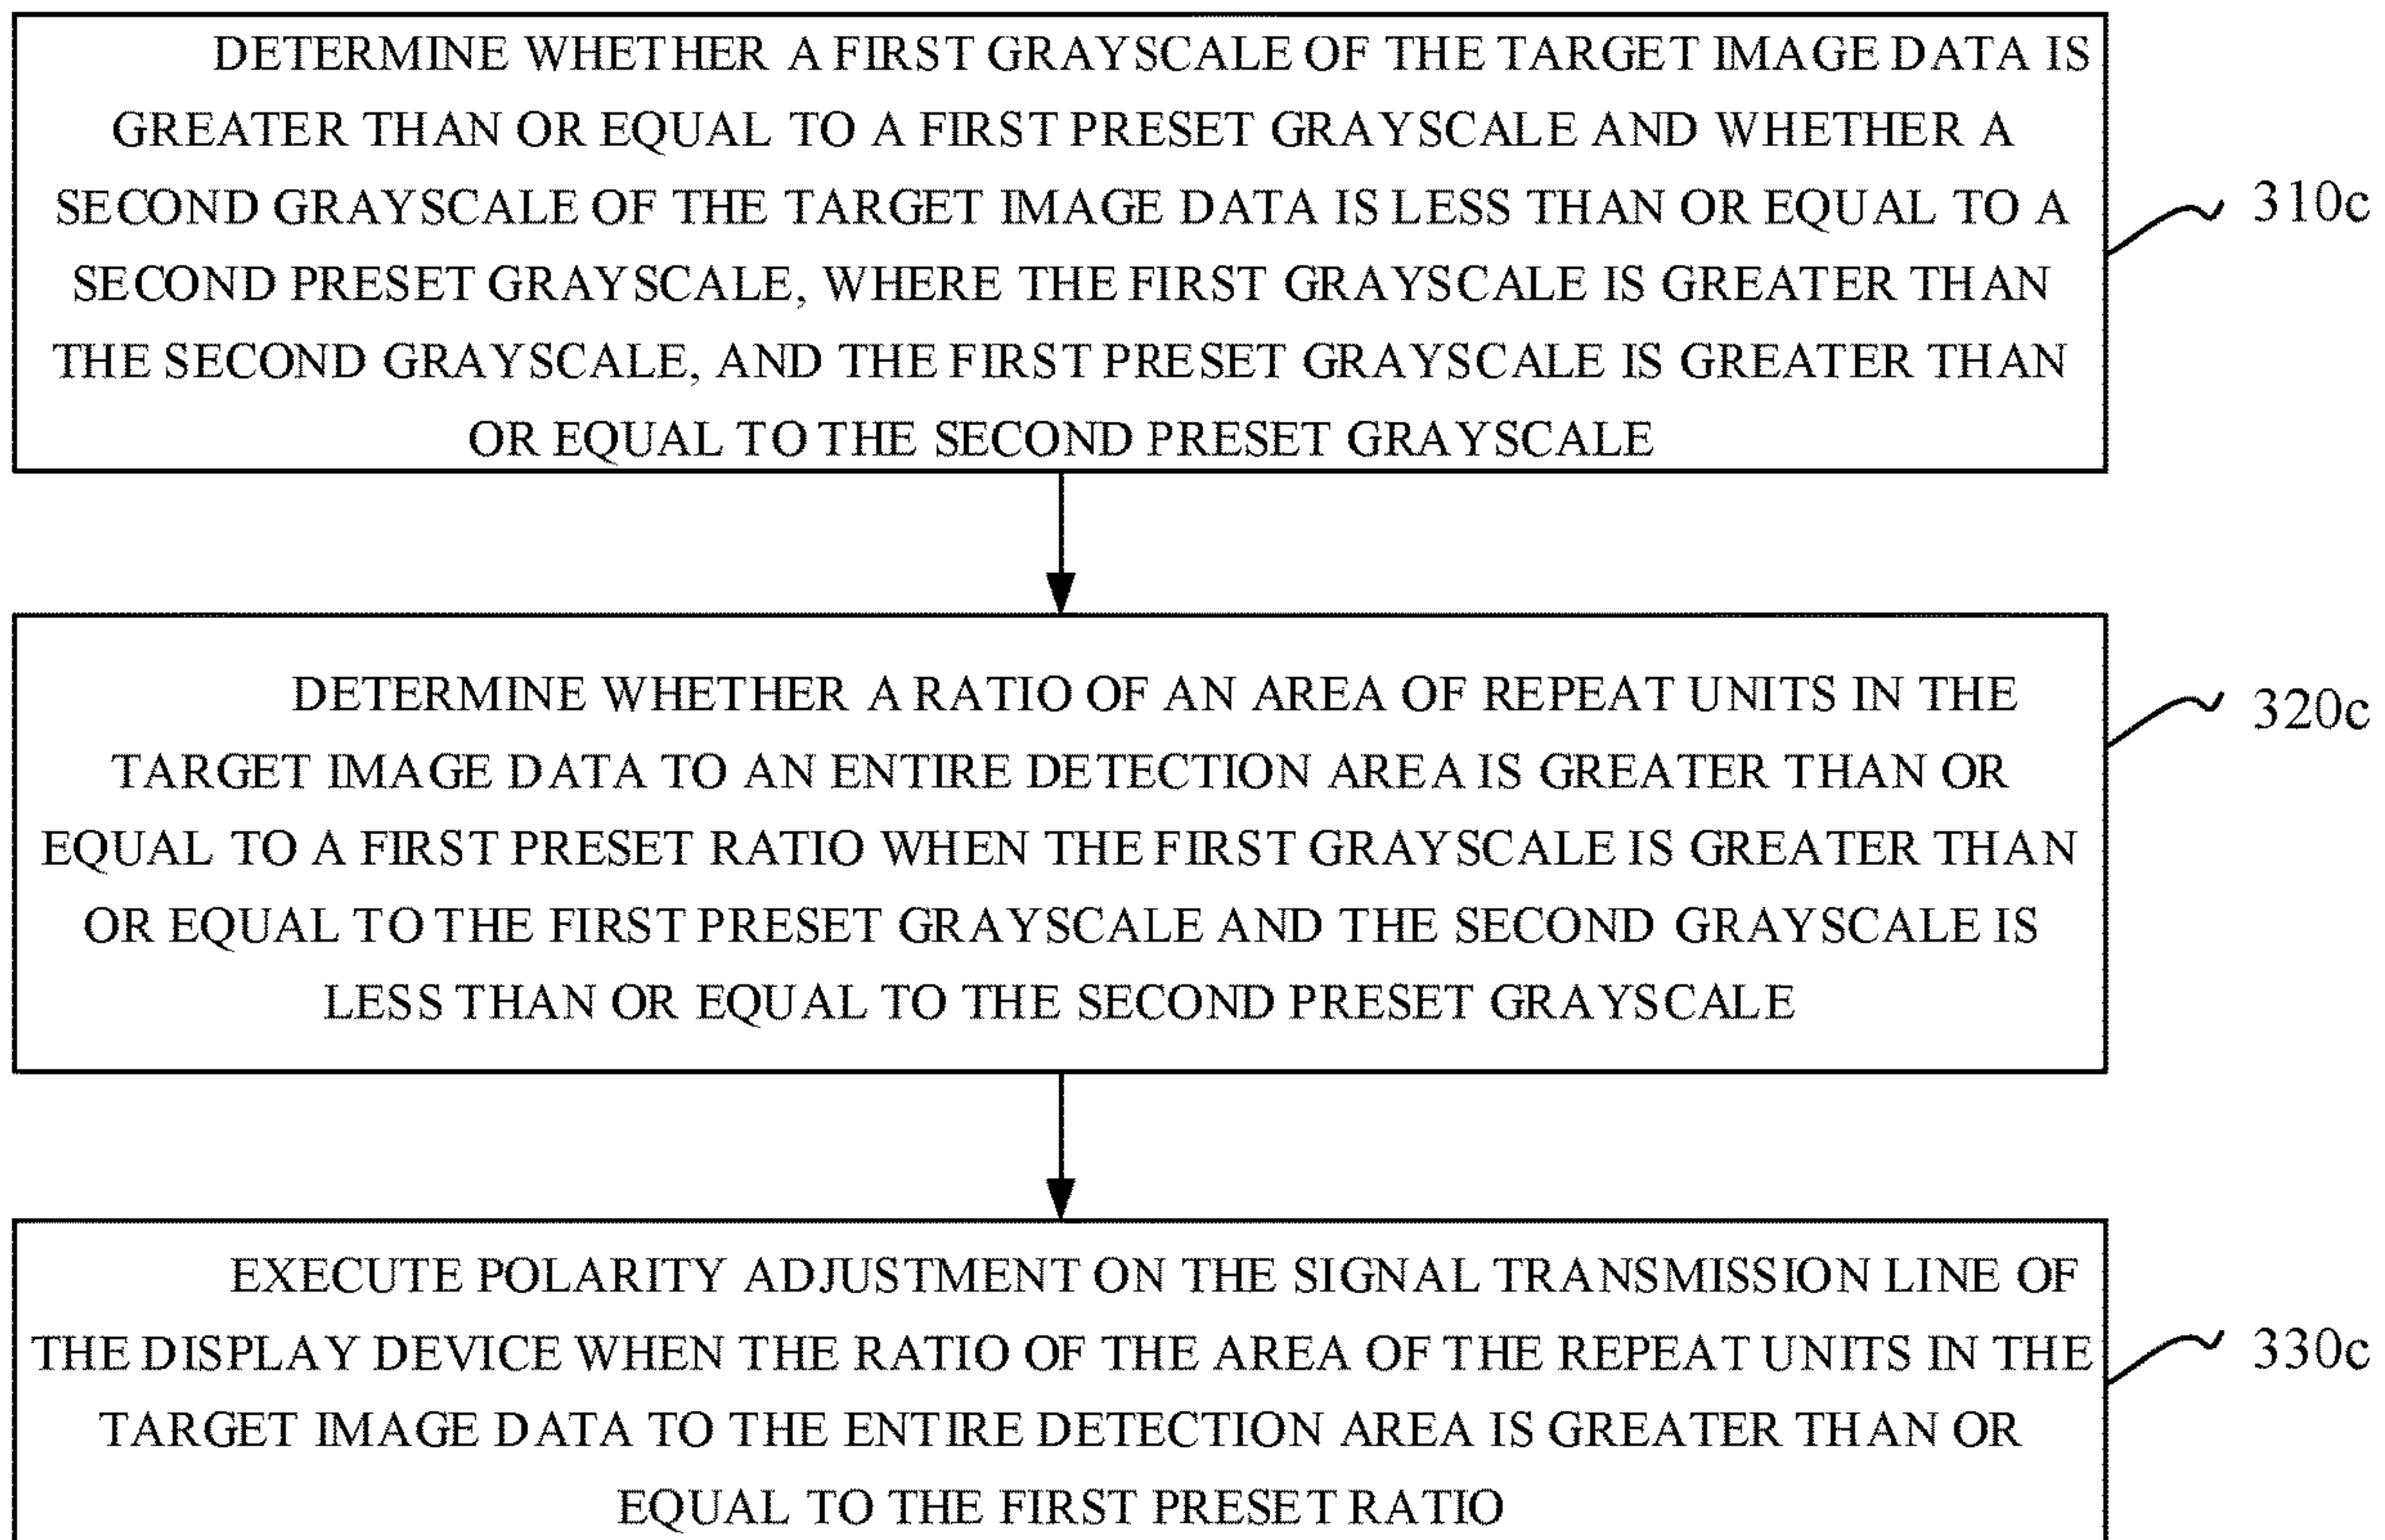 DETERMINE WHETHER A FIRST GRAYSCALE OF THE TARGET IMAGE DATA IS
GREATER THAN OR EQUAL TO A FIRST PRESET GRAYSCALE AND WHETHER A
SECOND GRAYSCALE OF THE TARGET IMAGE DATA IS LESS THAN OR EQUAL TO A
SECOND PRESET GRAYSCALE, WHERE THE FIRST GRAYSCALE IS GREATER THAN
THE SECOND GRAYSCALE, AND THE FIRST PRESET GRAYSCALE IS GREATER THAN
OR EQUAL TO THE SECOND PRESET GRAYSCALE
310c
DETERMINE WHETHER A RATIO OF AN AREA OF REPEAT UNITS IN THE
TARGET IMAGE DATA TO AN ENTIRE DETECTION AREA IS GREATER THAN OR
EQUAL TO A FIRST PRESET RATIO WHEN THE FIRST GRAYSCALE IS GREATER THAN
OR EQUAL TO THE FIRST PRESET GRAYSCALE AND THE SECOND GRAYSCALE IS
LESS THAN OR EQUAL TO THE SECOND PRESET GRAYSCALE
320c
EXECUTE POLARITY ADJUSTMENT ON THE SIGNAL TRANSMISSION LINE OF
THE DISPLAY DEVICE WHEN THE RATIO OF THE AREA OF THE REPEAT UNITS IN THE
TARGET IMAGE DATA TO THE ENTIRE DETECTION AREA IS GREATER THAN OR
EQUAL TO THE FIRST PRESET RATIO
330c